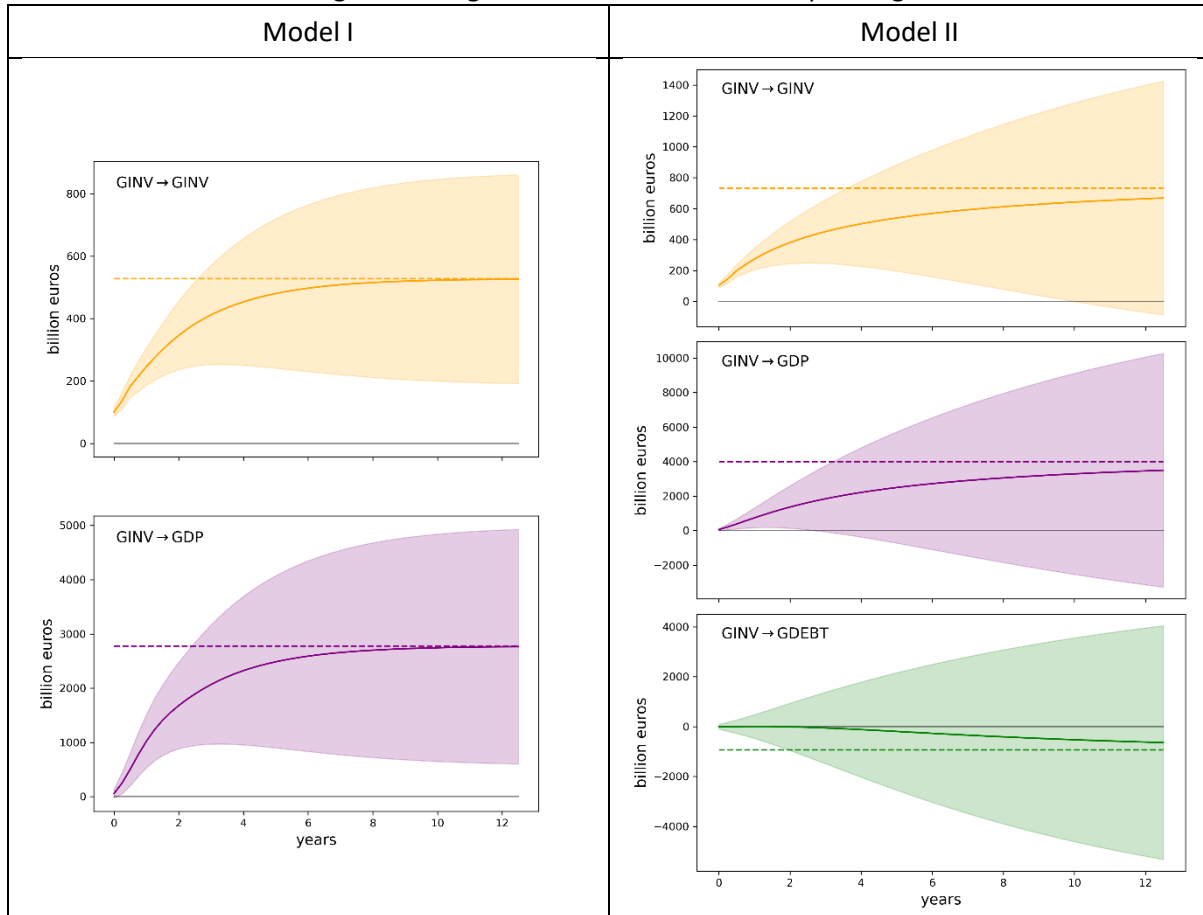 Model I
Model II
GINV → GINV
billion euros
800
600
400
200
0
GINV → GDP
billion euros
5000
4000
3000
2000
1000
0
0 2 4 6 8 10 12
years
GINV → GINV
billion euros
1400
1200
1000
800
600
400
200
0
GINV → GDP
billion euros
10000
8000
6000
4000
2000
0
−2000
GINV → GDEBT
billion euros
4000
2000
0
−2000
−4000
0 2 4 6 8 10 12
years